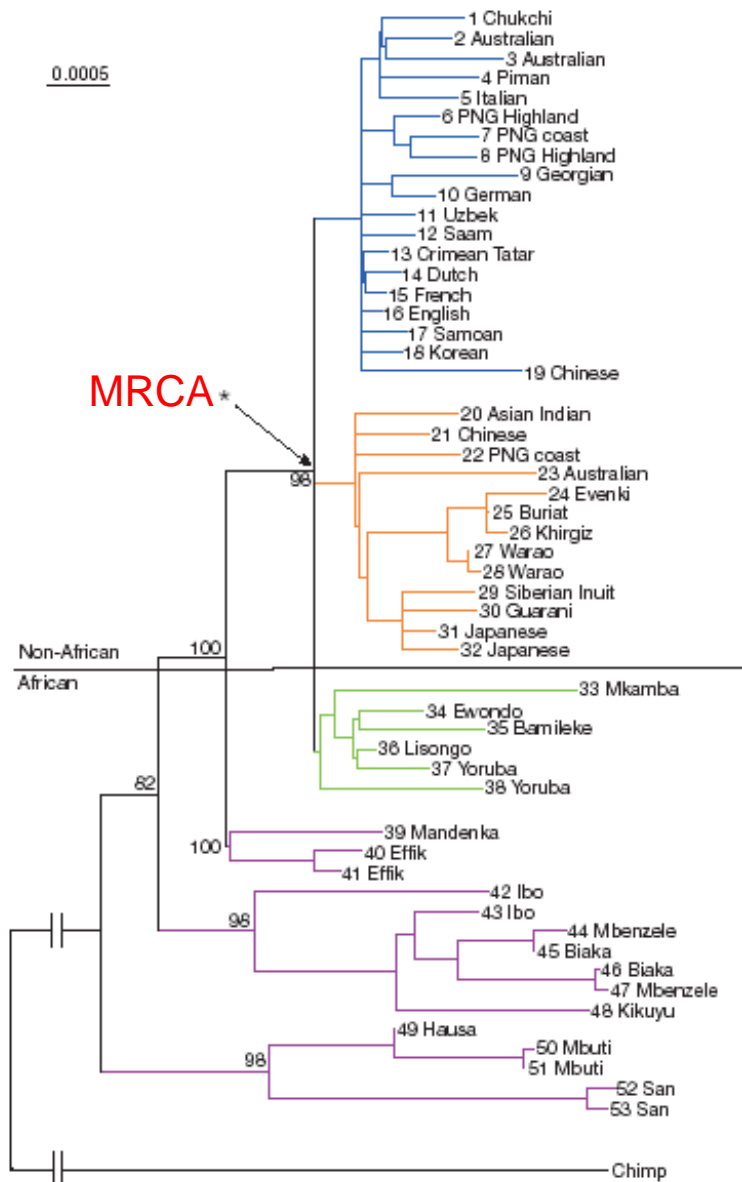 1 Chukchi
2 Australian
0.0005
3 Australian
4 Piman
5 Italian
6 PNG Highland
7 PNG coast
8 PNG Highland
9 Georgian
10 German
11 Uzbek
12 Saam
13 Crimean Tatar
14 Dutch
15 French
16 English
17 Samoan
18 Korean
19 Chinese
MRCA *
20 Asian Indian
21 Chinese
22 PNG coast
98
23 Australian
24 Evenki
25 Buriat
26 Khirgiz
27 Warao
28 Warao
29 Siberian Inuit
30 Guarani
31 Japanese
32 Japanese
Non-African
100
African
33 Mkamba
34 Ewondo
35 Bamileke
36 Lisongo
37 Yoruba
62
38 Yoruba
39 Mandenka
100
40 Effik
41 Effik
42 Ibo
98
43 Ibo
44 Mbenzele
45 Biaka
46 Biaka
47 Mbenzele
48 Kikuyu
49 Hausa
50 Mbuti
98
51 Mbuti
52 San
53 San
Chimp